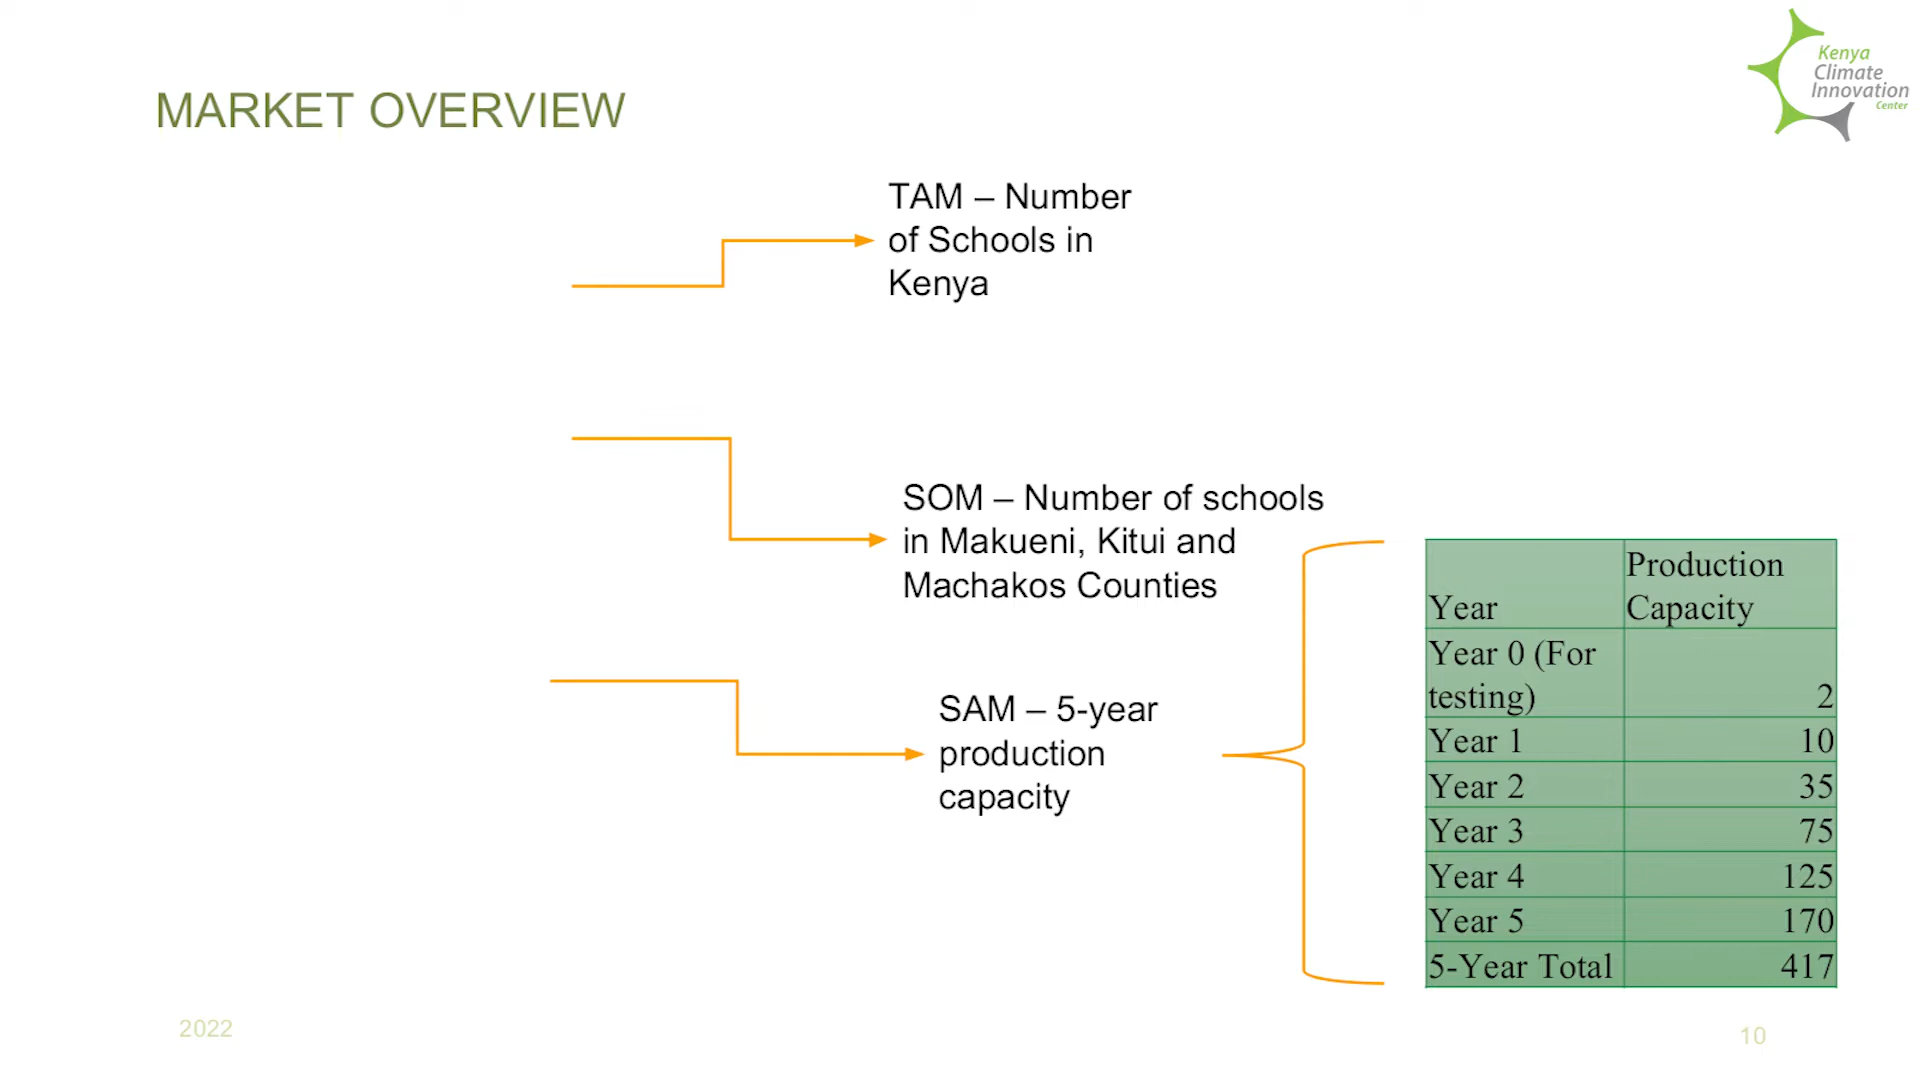 Kenya
Climate
Innovation
Center
MARKET OVERVIEW
TAM – Number
of Schools in
Kenya
SOM – Number of schools
in Makueni, Kitui and
Machakos Counties
SAM – 5-year
production
capacity
Year Production Capacity
Year 0 (For testing) 2
Year 1 10
Year 2 35
Year 3 75
Year 4 125
Year 5 170
5-Year Total 417
2022
10